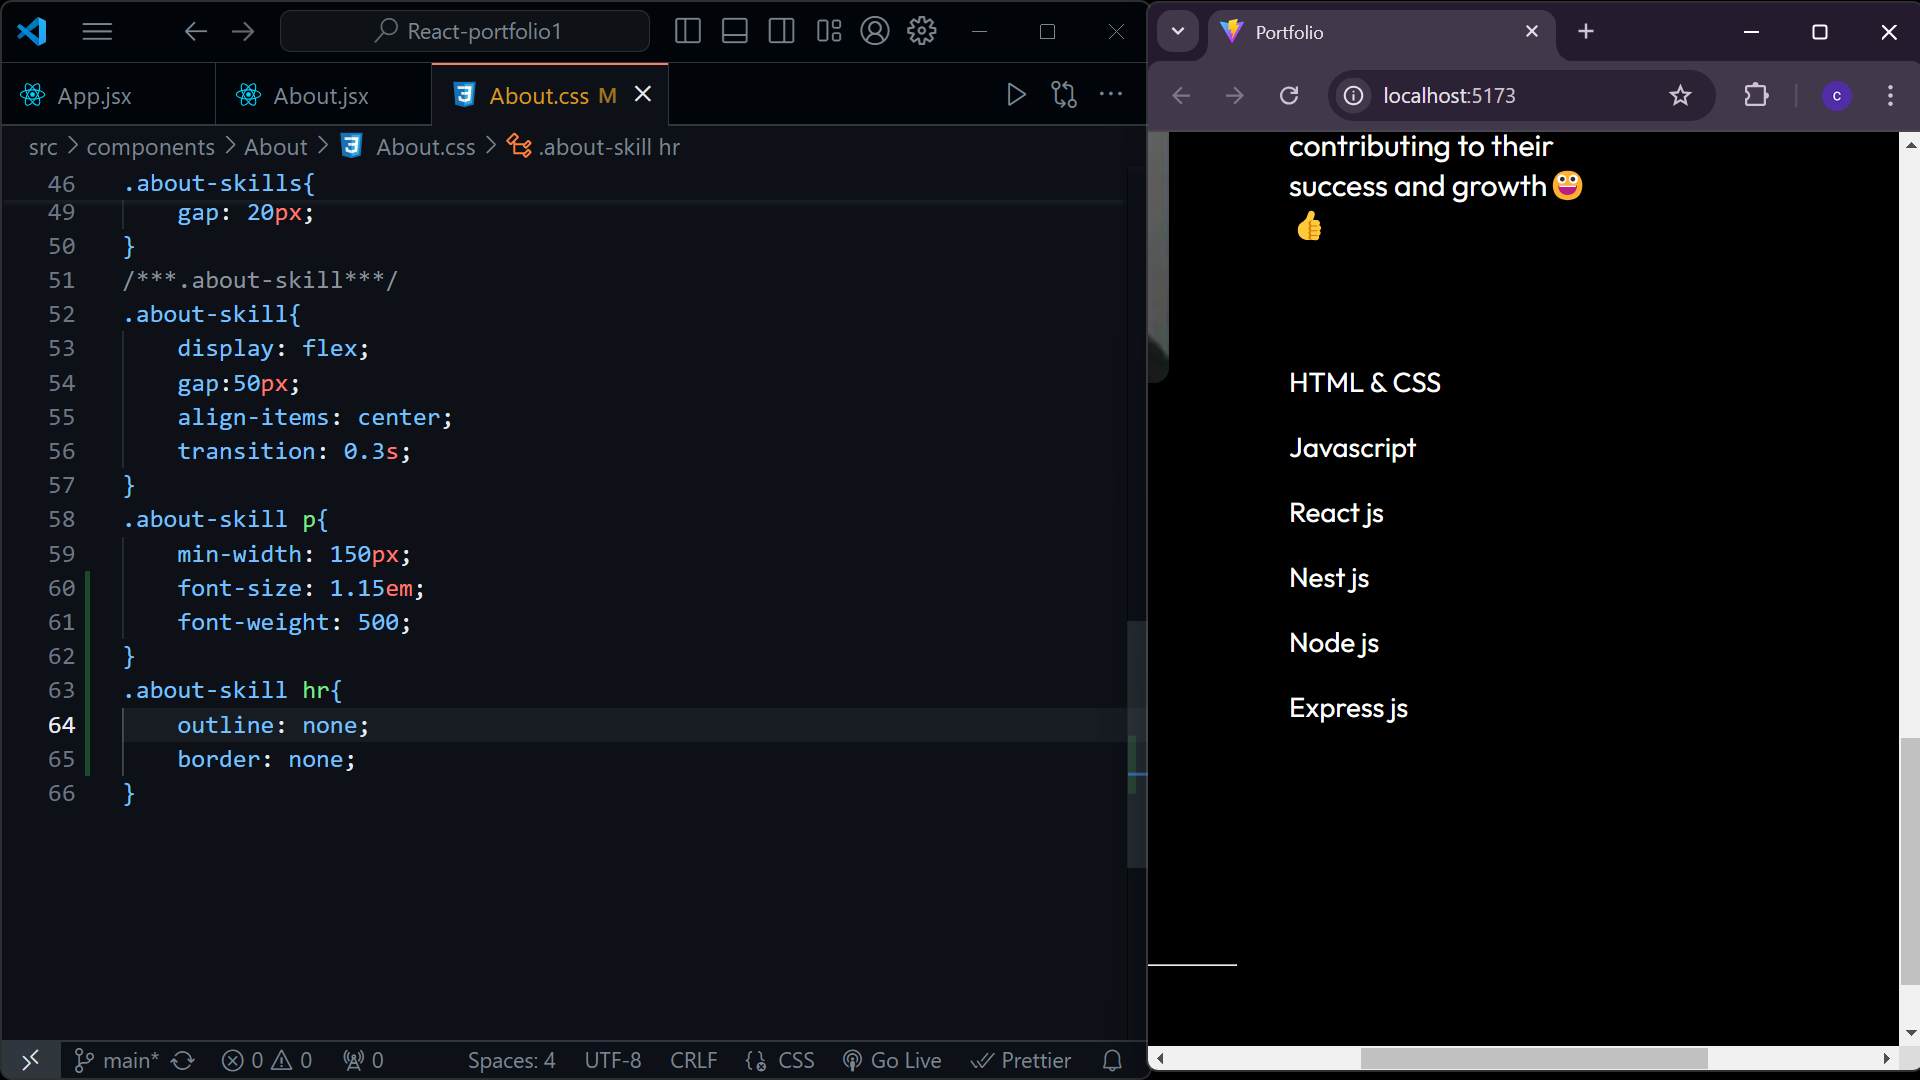 React-portfolio1
App.jsx
About.jsx
About.css M
src > components > About > About.css > .about-skill hr
46 .about-skills{
49 gap: 20px;
50 }
51 /***.about-skill***/
52 .about-skill{
53 display: flex;
54 gap:50px;
55 align-items: center;
56 transition: 0.3s;
57 }
58 .about-skill p{
59 min-width: 150px;
60 font-size: 1.15em;
61 font-weight: 500;
62 }
63 .about-skill hr{
64 outline: none;
65 border: none;
66 }
main* 0 0 0 Spaces: 4 UTF-8 CRLF CSS Go Live Prettier
Portfolio
localhost:5173
c
contributing to their
success and growth😀
👍
HTML & CSS
Javascript
React js
Nest js
Node js
Express js